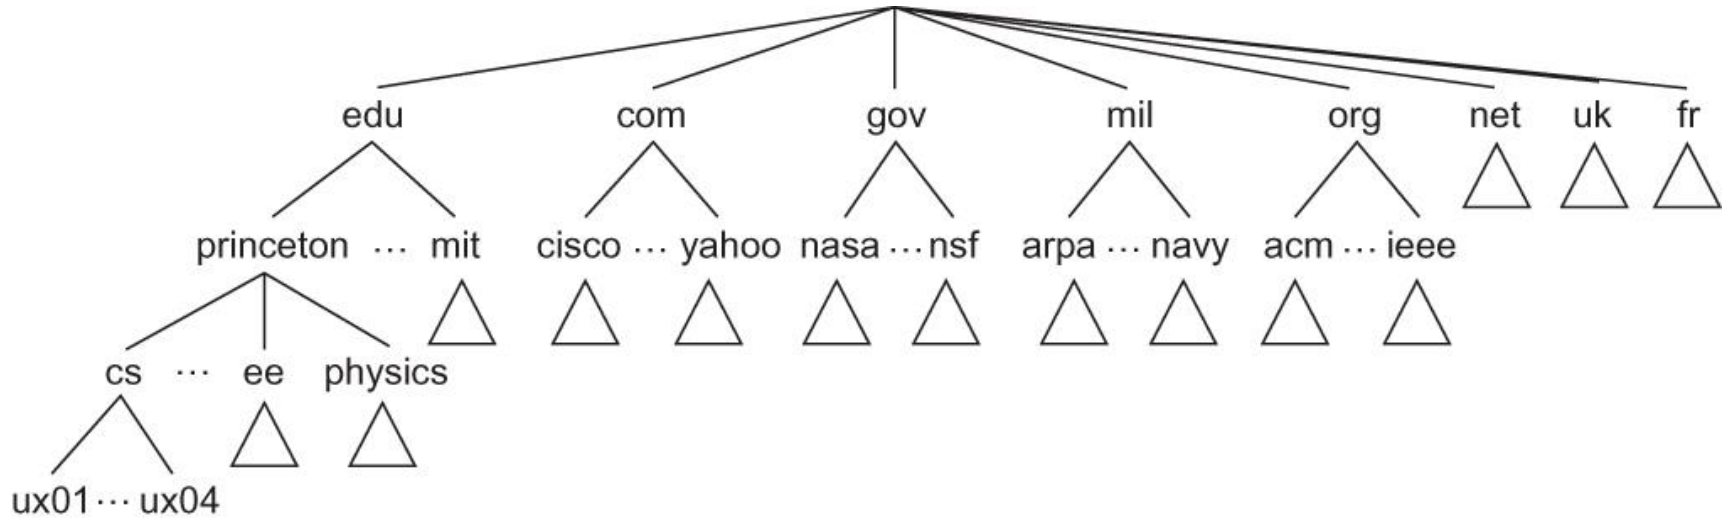 edu com gov mil org net uk fr
princeton ... mit cisco ... yahoo nasa ... nsf arpa ... navy acm ... ieee
cs ... ee physics
ux01 ... ux04